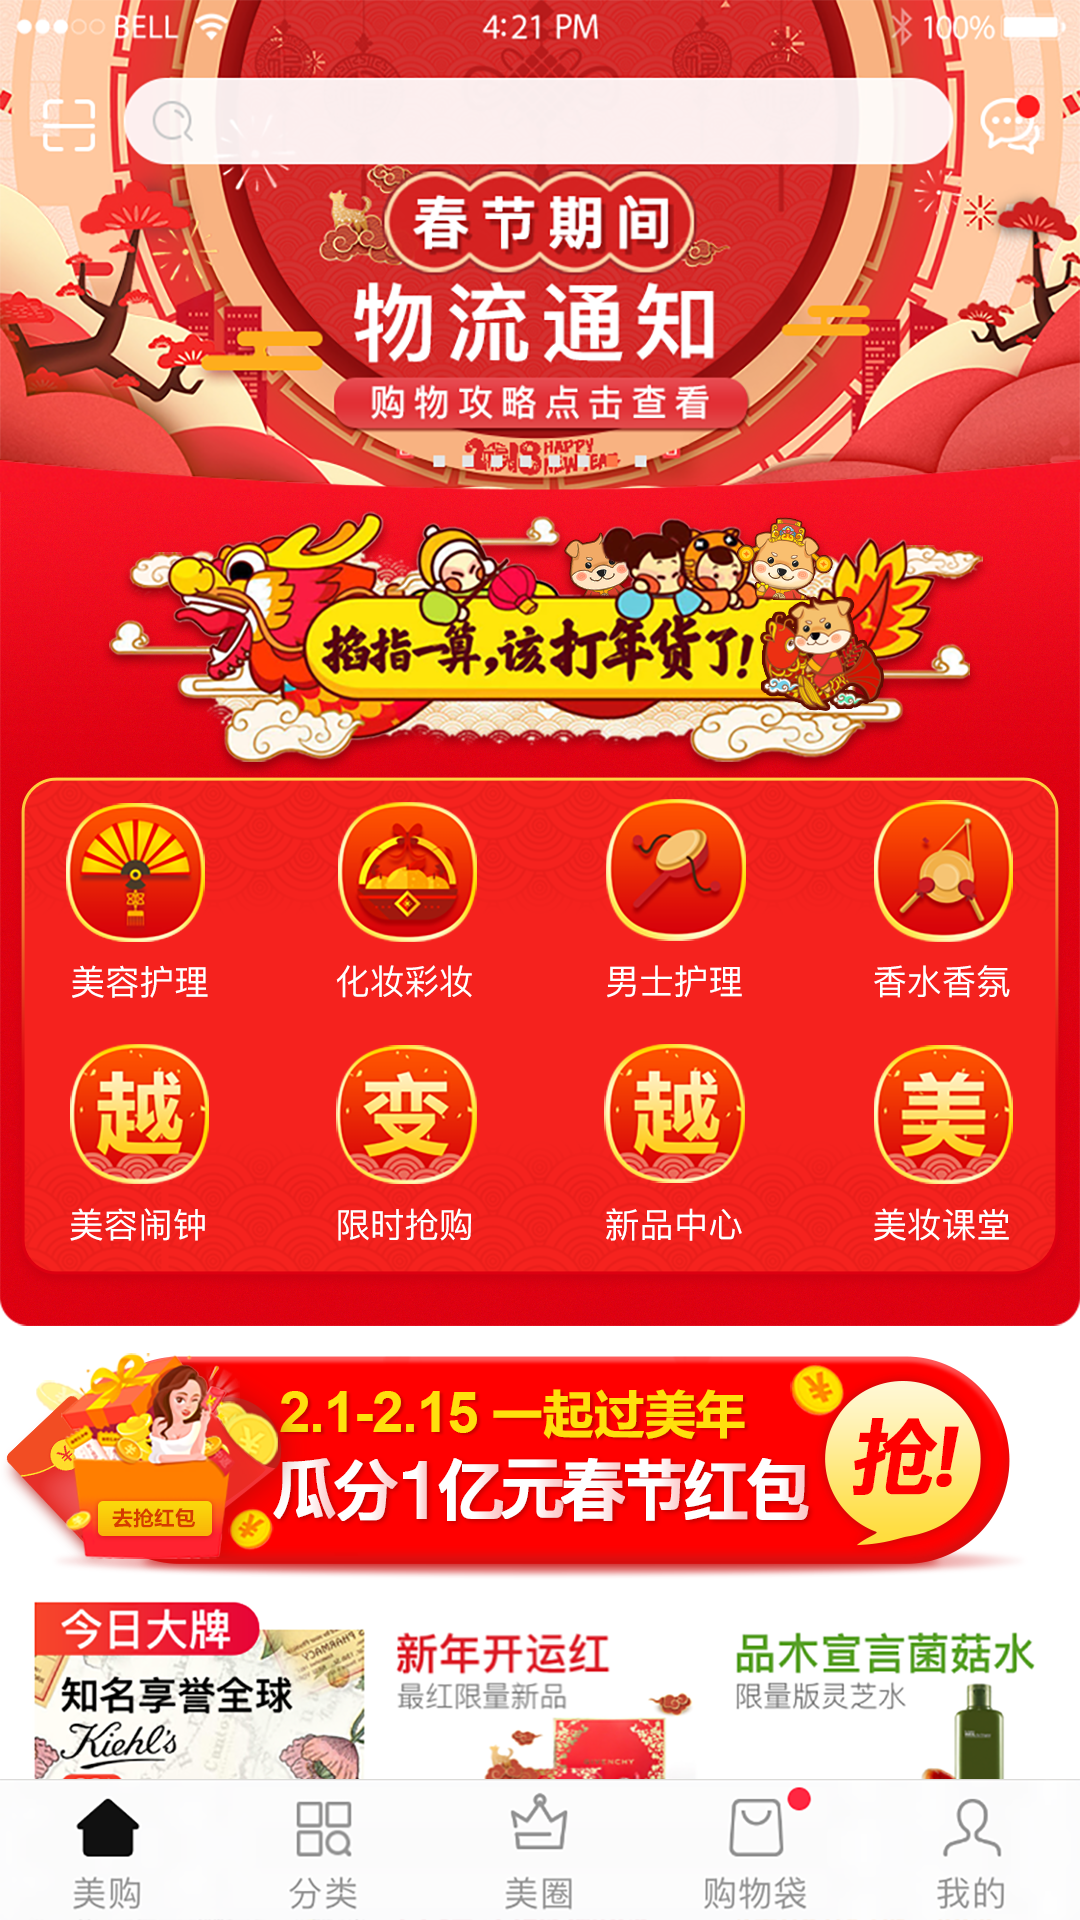 BELL 4:21 PM 100%
春节期间
物流通知
购物攻略点击查看
2018 HAPPY
NEW YEAR
掐指一算,该打年货了!
美容护理 化妆彩妆 男士护理 香水香氛
越 变 越 美
美容闹钟 限时抢购 新品中心 美妆课堂
2.1-2.15 一起过美年
瓜分1亿元春节红包
抢!
去抢红包
今日大牌
知名享誉全球
Kiehl's
新年开运红
最红限量新品
GIVENCHY
品木宣言菌菇水
限量版灵芝水
美购 分类 美圈 购物袋 我的